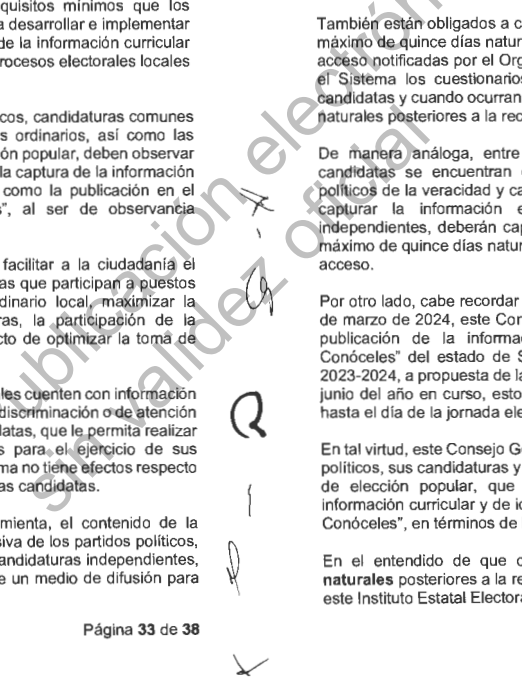 quisitos mínimos que los
a desarrollar e implementar
de la información curricular
rocesos electorales locales
cos, candidaturas comunes
s ordinarios, así como las
ón popular, deben observar
la captura de la información
como la publicación en el
s", al ser de observancia
facilitar a la ciudadanía el
as que participan a puestos
dinario local, maximizar la
ras, la participación de la
cto de optimizar la toma de
les cuenten con información
discriminación o de atención
datas, que le permita realizar
s para el ejercicio de sus
ma no tiene efectos respecto
as candidatas.
mienta, el contenido de la
siva de los partidos políticos,
andidaturas independientes,
e un medio de difusión para
Página 33 de 38
También están obligados a c
máximo de quince días natur
acceso notificadas por el Org
el Sistema los cuestionarios
candidatas y cuando ocurran
naturales posteriores a la rec
De manera análoga, entre
candidatas se encuentran
políticos de la veracidad y ca
capturar la información e
independientes, deberán cap
máximo de quince días natur
acceso.
Por otro lado, cabe recordar
de marzo de 2024, este Con
publicación de la informac
Conóceles" del estado de S
2023-2024, a propuesta de la
junio del año en curso, esto
hasta el día de la jornada ele
En tal virtud, este Consejo Ge
políticos, sus candidaturas y
de elección popular, que
información curricular y de id
Conóceles", en términos de
En el entendido de que c
naturales posteriores a la re
este Instituto Estatal Electora
ublicación electrón
sin validez oficial